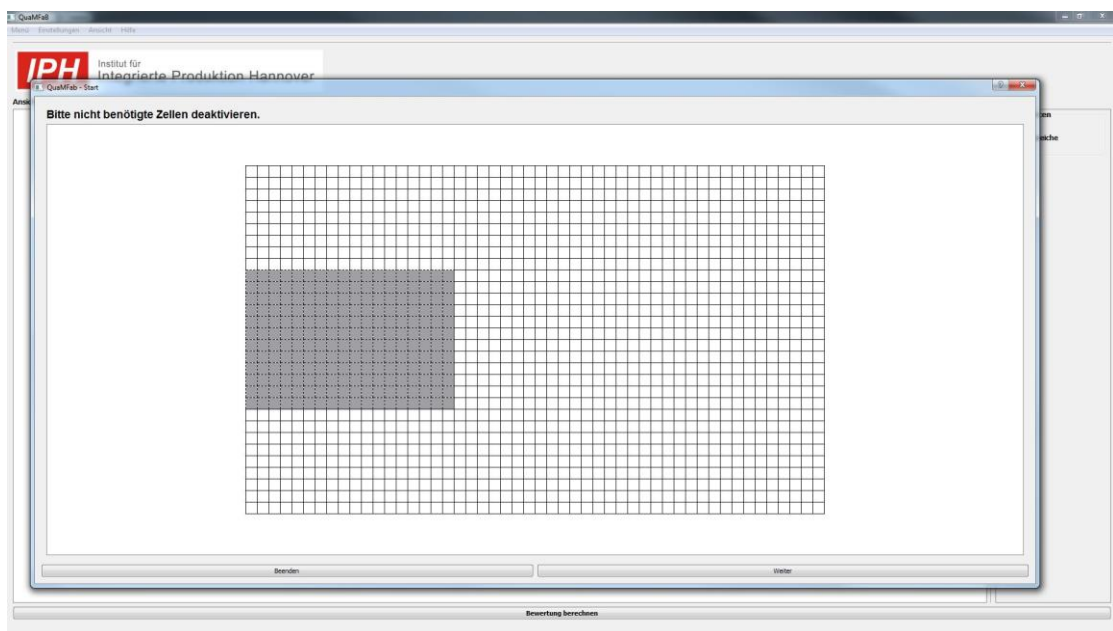 QuaMFaB
Menü Einstellungen Ansicht Hilfe
IPH
Institut für
Integrierte Produktion Hannover
QuaMFab - Start
Bitte nicht benötigte Zellen deaktivieren.
Beenden
Weiter
Bewertung berechnen